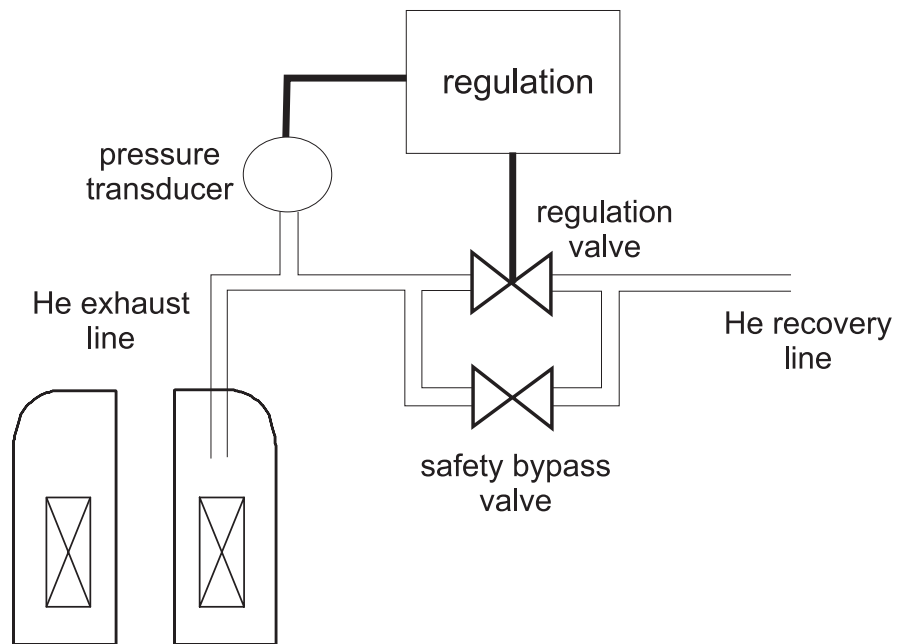 regulation
pressure
transducer
regulation
valve
He exhaust
line
He recovery
line
safety bypass
valve